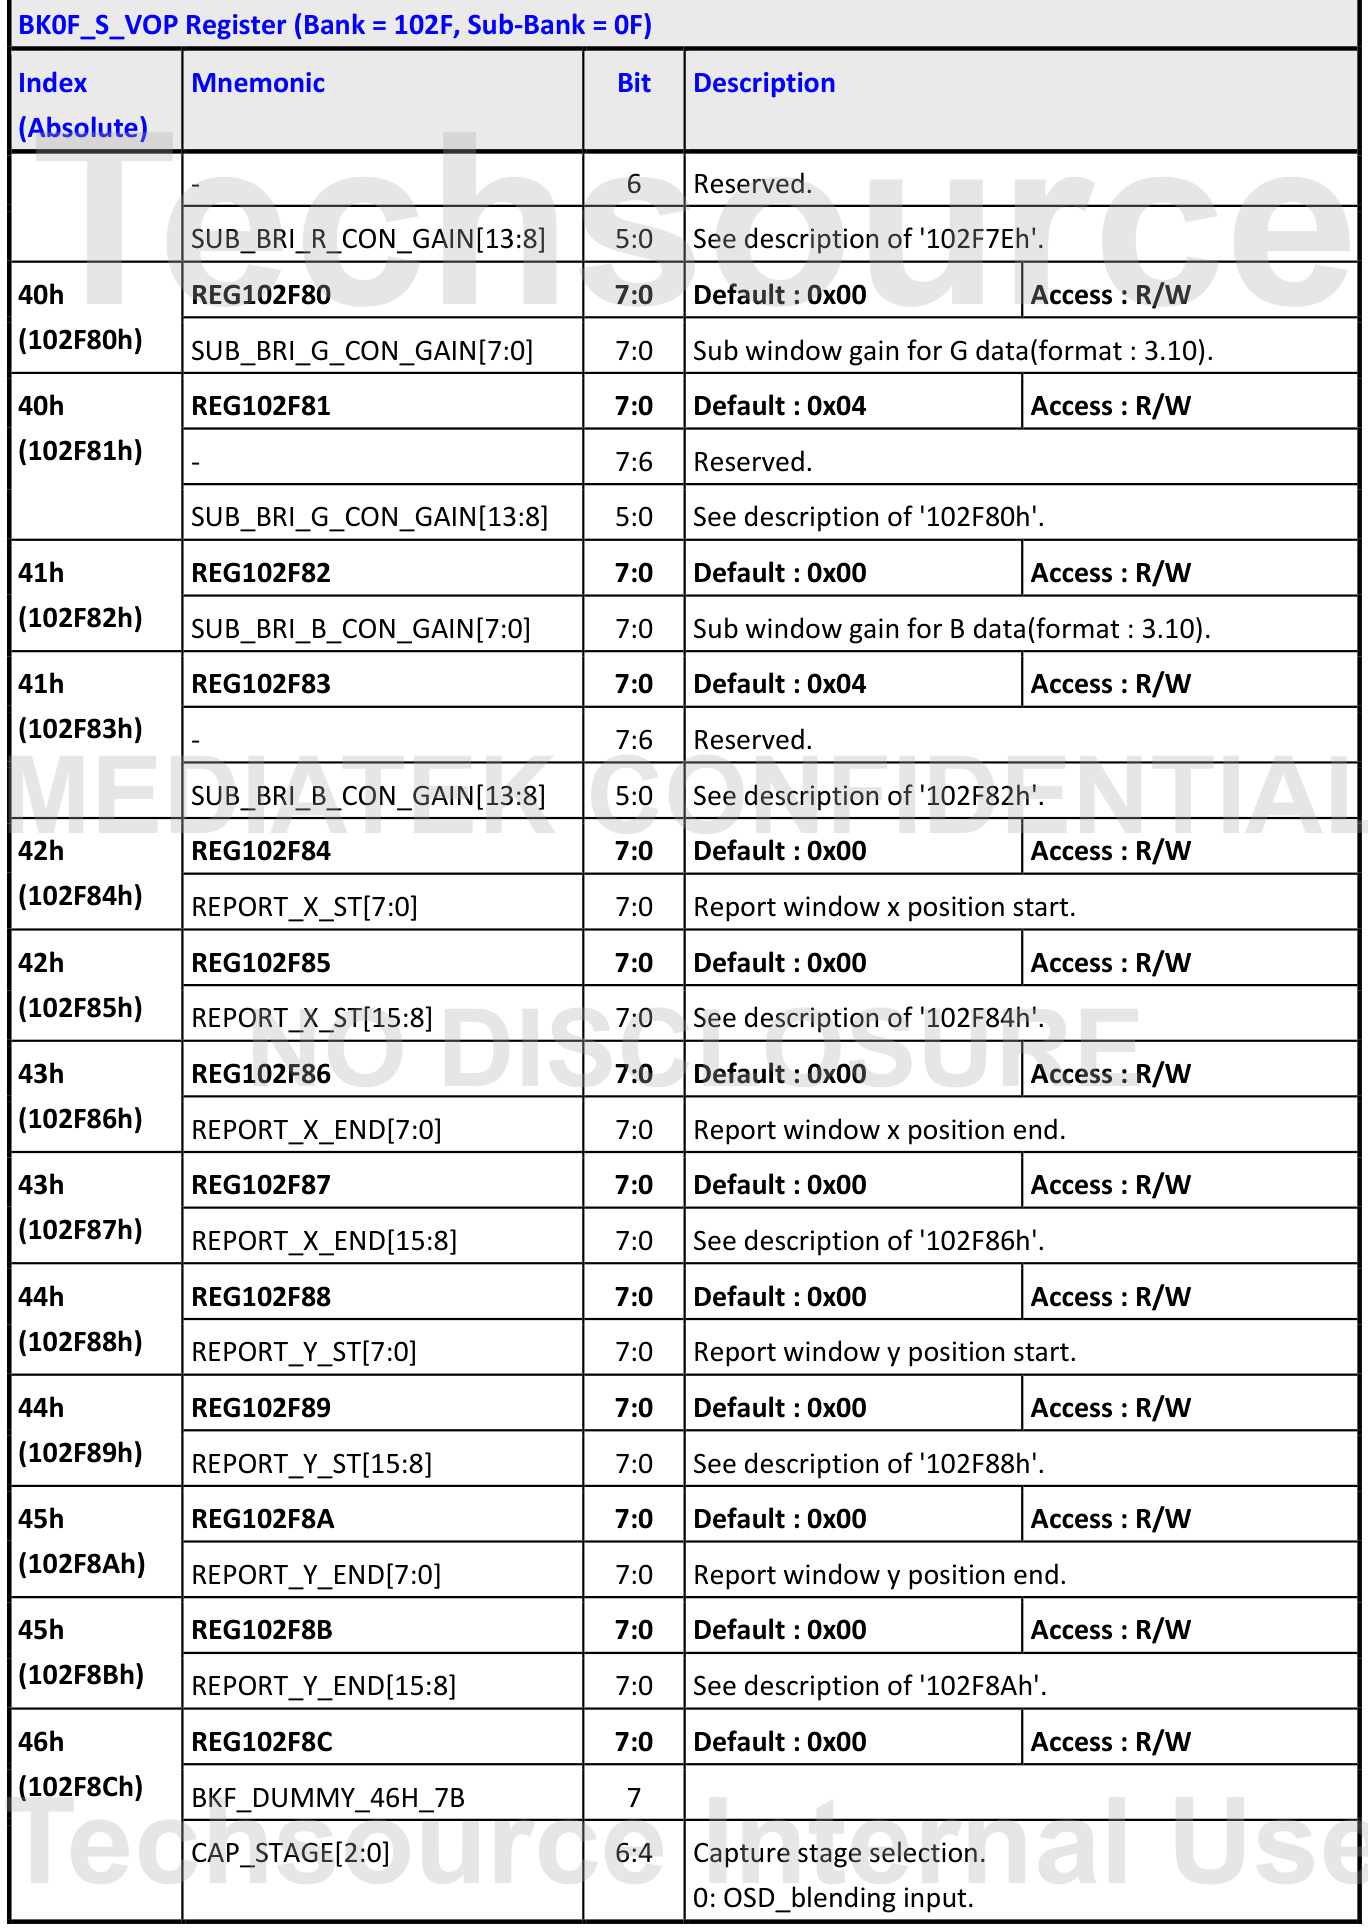 BK0F_S_VOP Register (Bank = 102F, Sub-Bank = 0F)
Index (Absolute) Mnemonic Bit Description
- 6 Reserved.
SUB_BRI_R_CON_GAIN[13:8] 5:0 See description of '102F7Eh'.
40h (102F80h) REG102F80 7:0 Default : 0x00 Access : R/W
SUB_BRI_G_CON_GAIN[7:0] 7:0 Sub window gain for G data(format : 3.10).
40h (102F81h) REG102F81 7:0 Default : 0x04 Access : R/W
- 7:6 Reserved.
SUB_BRI_G_CON_GAIN[13:8] 5:0 See description of '102F80h'.
41h (102F82h) REG102F82 7:0 Default : 0x00 Access : R/W
SUB_BRI_B_CON_GAIN[7:0] 7:0 Sub window gain for B data(format : 3.10).
41h (102F83h) REG102F83 7:0 Default : 0x04 Access : R/W
- 7:6 Reserved.
SUB_BRI_B_CON_GAIN[13:8] 5:0 See description of '102F82h'.
42h (102F84h) REG102F84 7:0 Default : 0x00 Access : R/W
REPORT_X_ST[7:0] 7:0 Report window x position start.
42h (102F85h) REG102F85 7:0 Default : 0x00 Access : R/W
REPORT_X_ST[15:8] 7:0 See description of '102F84h'.
43h (102F86h) REG102F86 7:0 Default : 0x00 Access : R/W
REPORT_X_END[7:0] 7:0 Report window x position end.
43h (102F87h) REG102F87 7:0 Default : 0x00 Access : R/W
REPORT_X_END[15:8] 7:0 See description of '102F86h'.
44h (102F88h) REG102F88 7:0 Default : 0x00 Access : R/W
REPORT_Y_ST[7:0] 7:0 Report window y position start.
44h (102F89h) REG102F89 7:0 Default : 0x00 Access : R/W
REPORT_Y_ST[15:8] 7:0 See description of '102F88h'.
45h (102F8Ah) REG102F8A 7:0 Default : 0x00 Access : R/W
REPORT_Y_END[7:0] 7:0 Report window y position end.
45h (102F8Bh) REG102F8B 7:0 Default : 0x00 Access : R/W
REPORT_Y_END[15:8] 7:0 See description of '102F8Ah'.
46h (102F8Ch) REG102F8C 7:0 Default : 0x00 Access : R/W
BKF_DUMMY_46H_7B 7
CAP_STAGE[2:0] 6:4 Capture stage selection.
0: OSD_blending input.
Techsource
MEDIATEK CONFIDENTIAL
NO DISCLOSURE
Techsource Internal Use